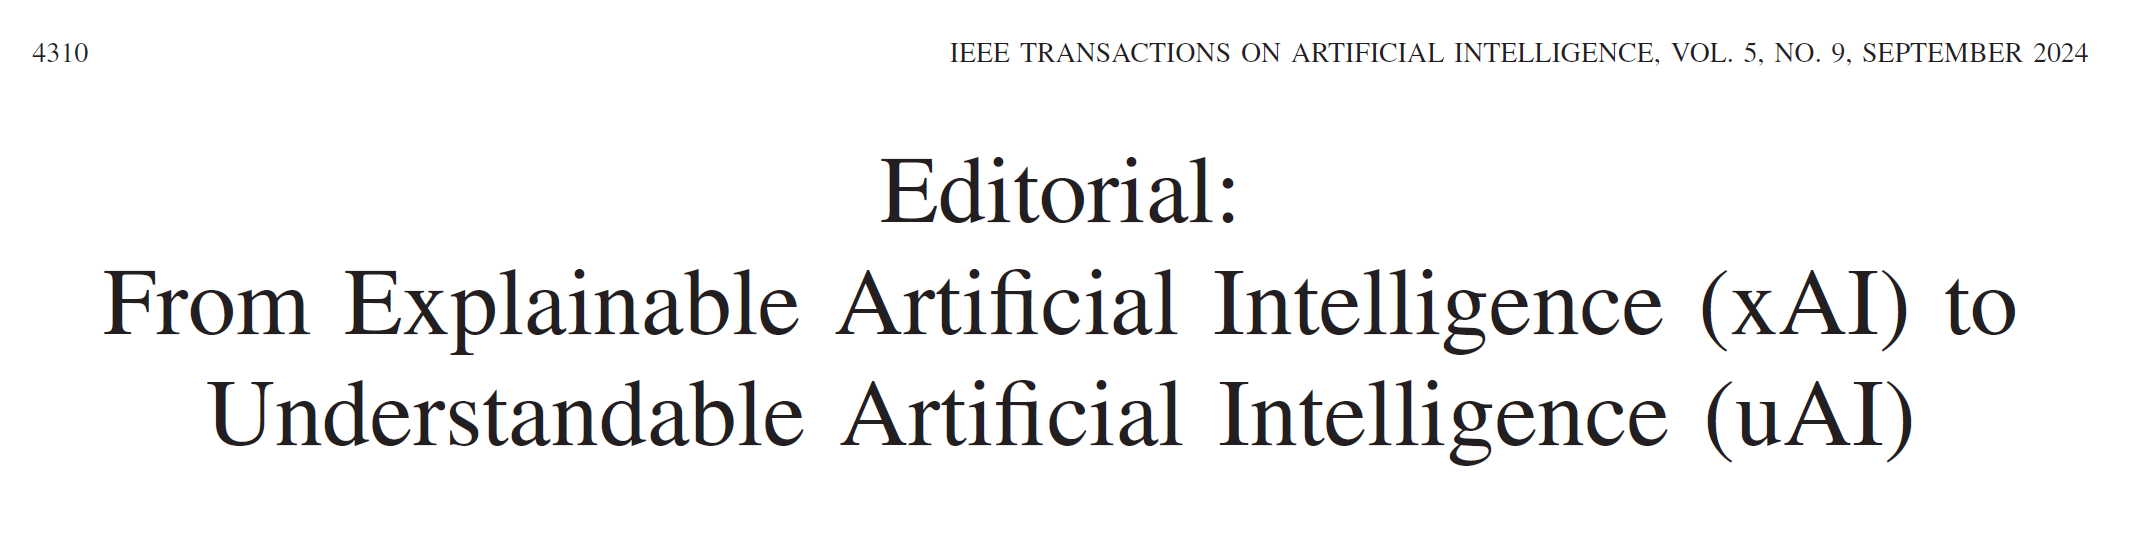 4310
IEEE TRANSACTIONS ON ARTIFICIAL INTELLIGENCE, VOL. 5, NO. 9, SEPTEMBER 2024
Editorial:
From Explainable Artificial Intelligence (xAI) to
Understandable Artificial Intelligence (uAI)